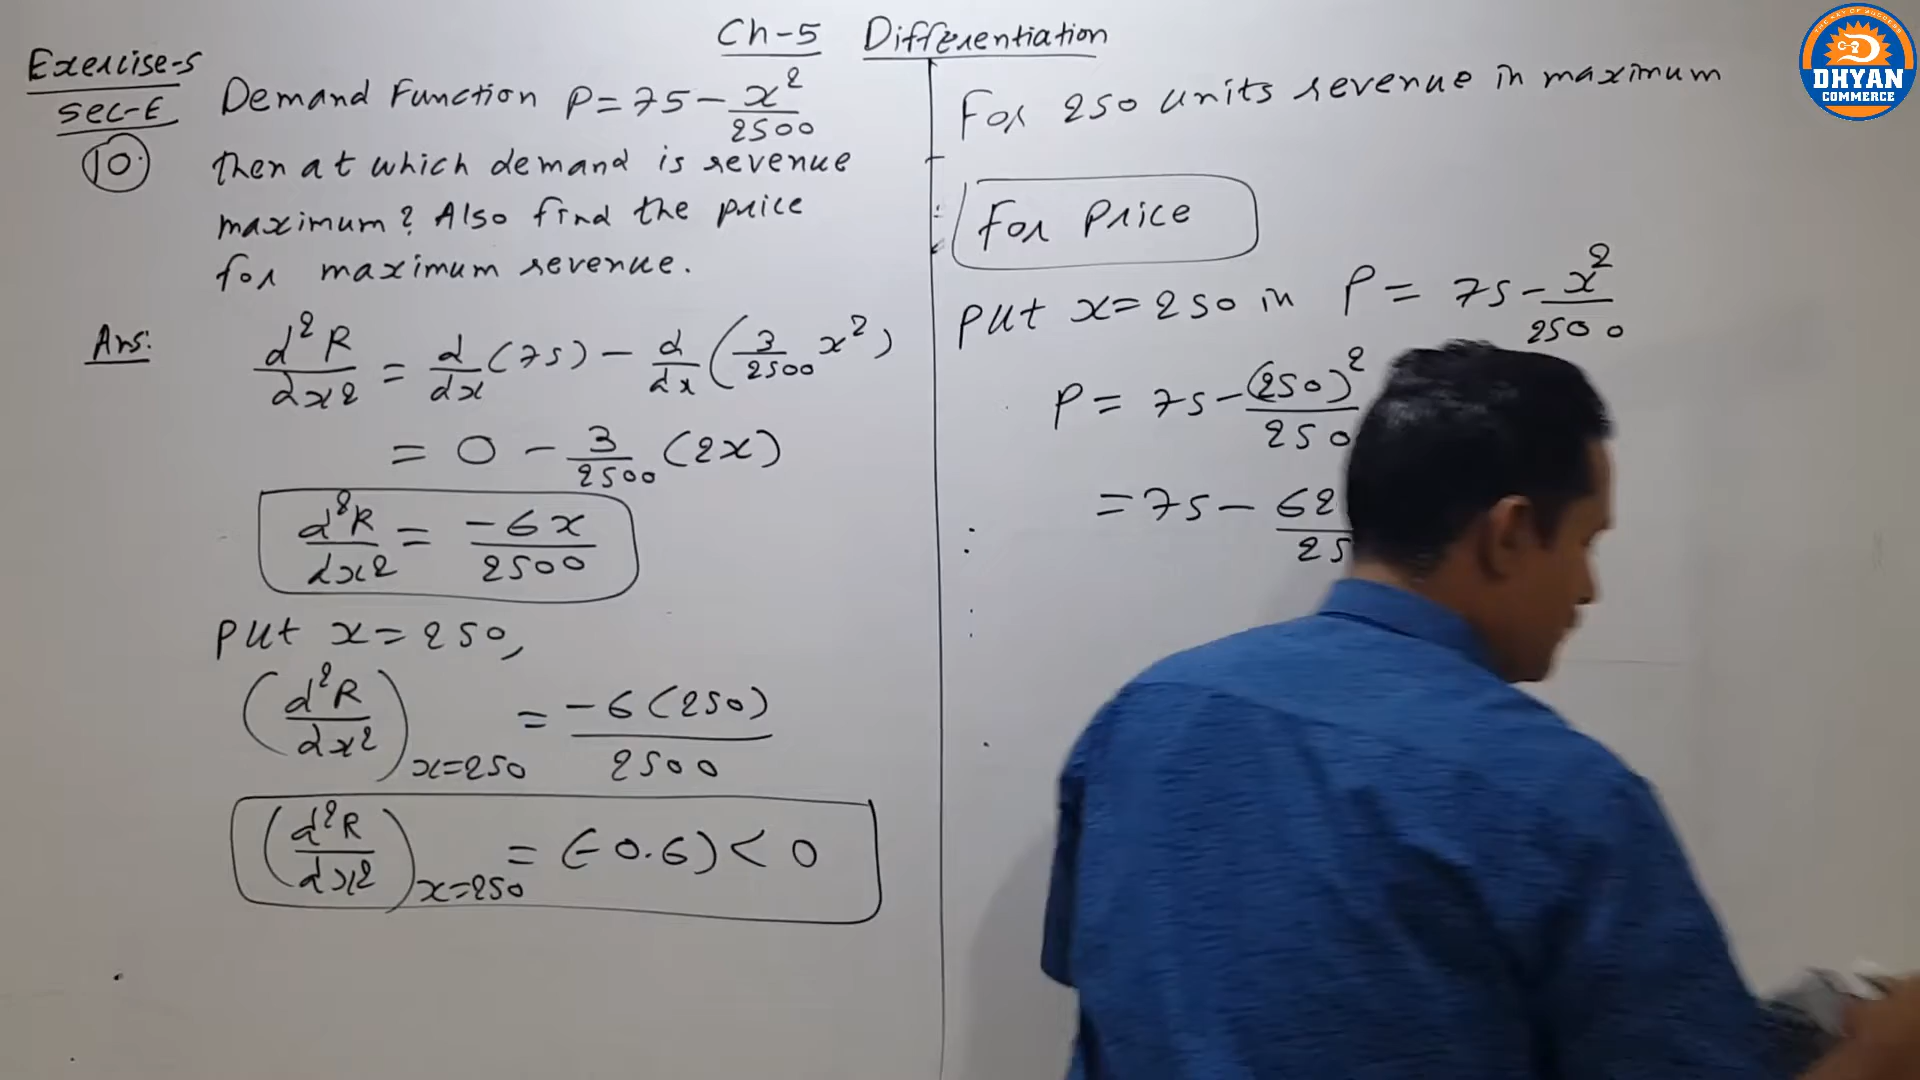 Ch-5 Differentiation
Exercise-5
Sec-E
10.
Demand Function P=75-x²/2500
then at which demand is revenue
maximum? Also find the price
for maximum revenue.
Ans:
d²R/dx2 = d/dx(75) - d/dx(3/2500 x²)
= 0 - 3/2500 (2x)
d²R/dx2 = -6x/2500
Put x=250,
(d²R/dx2)x=250 = -6(250)/2500
(d²R/dx2)x=250 = (-0.6) < 0
For 250 units revenue in maximum
For Price
Put x=250 in P = 75-x²/2500
P = 75-(250)²/250
= 75 - 62/25
DHYAN
COMMERCE